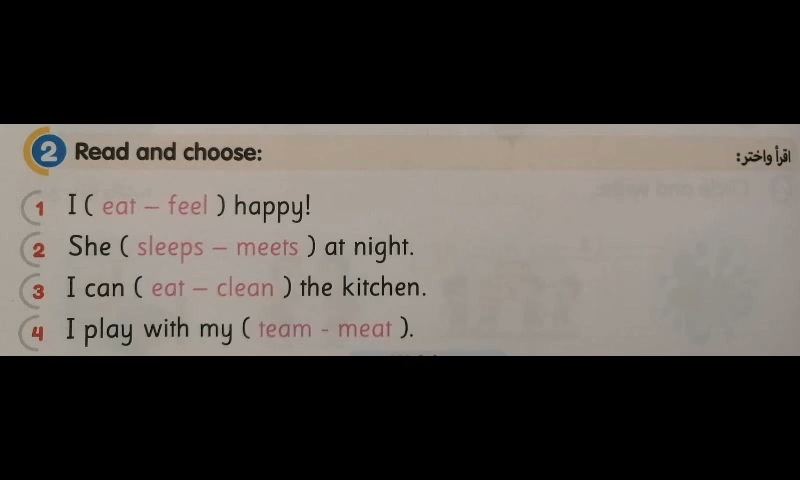 2 Read and choose: اقرأ واختر:
1 I ( eat – feel ) happy!
2 She ( sleeps – meets ) at night.
3 I can ( eat – clean ) the kitchen.
4 I play with my ( team - meat ).